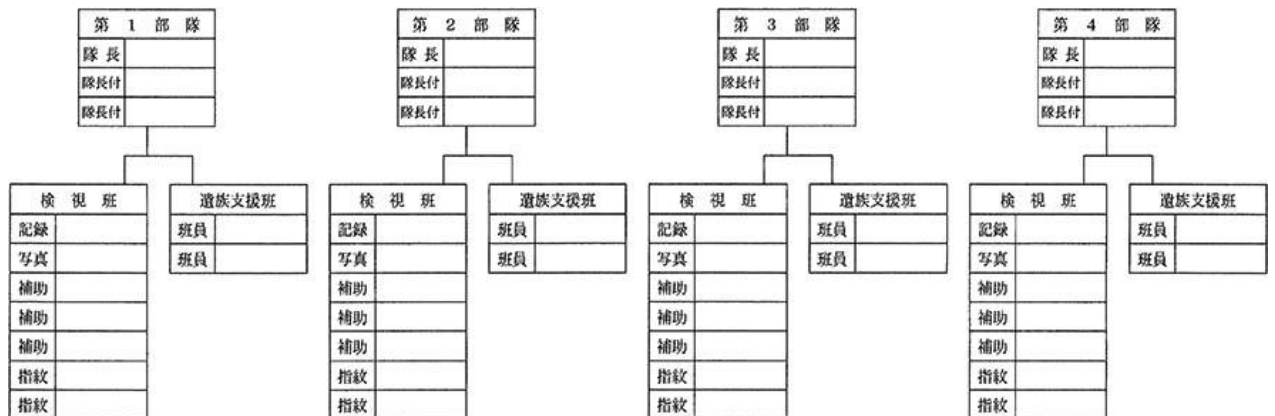 第 1 部 隊
隊 長
隊長付
隊長付
検 視 班
記録
写真
補助
補助
補助
指紋
指紋
遺族支援班
班員
班員
第 2 部 隊
隊 長
隊長付
隊長付
検 視 班
記録
写真
補助
補助
補助
指紋
指紋
遺族支援班
班員
班員
第 3 部 隊
隊 長
隊長付
隊長付
検 視 班
記録
写真
補助
補助
補助
指紋
指紋
遺族支援班
班員
班員
第 4 部 隊
隊 長
隊長付
隊長付
検 視 班
記録
写真
補助
補助
補助
指紋
指紋
遺族支援班
班員
班員